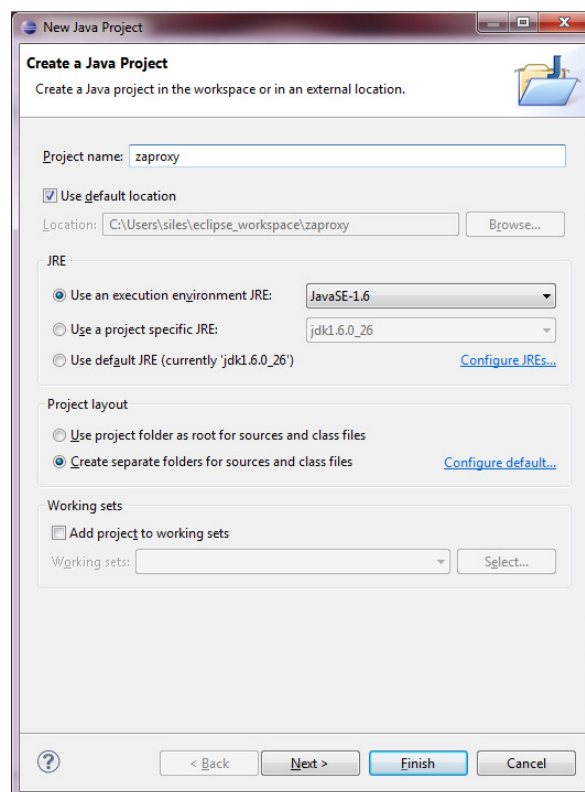 New Java Project
Create a Java Project
Create a Java project in the workspace or in an external location.
Project name: zaproxy
Use default location
Location: C:\Users\siles\eclipse_workspace\zaproxy Browse...
JRE
Use an execution environment JRE: JavaSE-1.6
Use a project specific JRE: jdk1.6.0_26
Use default JRE (currently 'jdk1.6.0_26') Configure JREs...
Project layout
Use project folder as root for sources and class files
Create separate folders for sources and class files Configure default...
Working sets
Add project to working sets
Working sets: Select...
? < Back Next > Finish Cancel